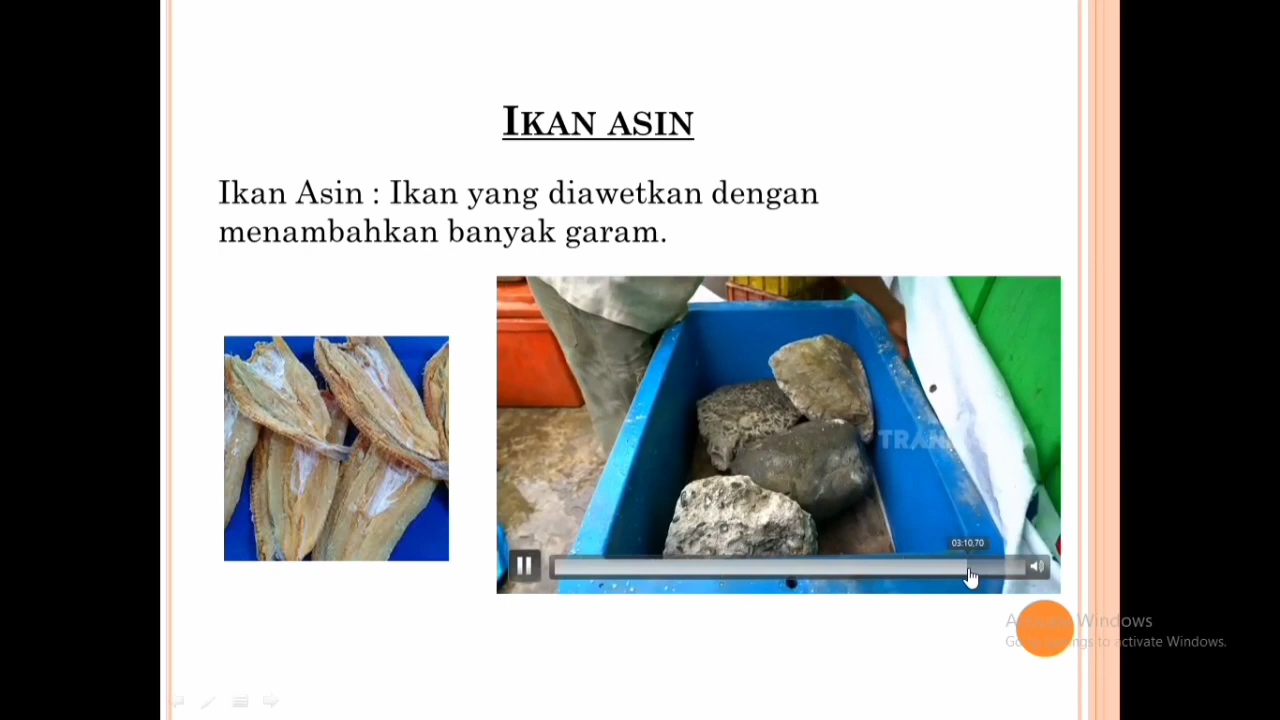 IKAN ASIN
Ikan Asin : Ikan yang diawetkan dengan
menambahkan banyak garam.
TRAN
03:10,70
Activate Windows
Go to Settings to activate Windows.